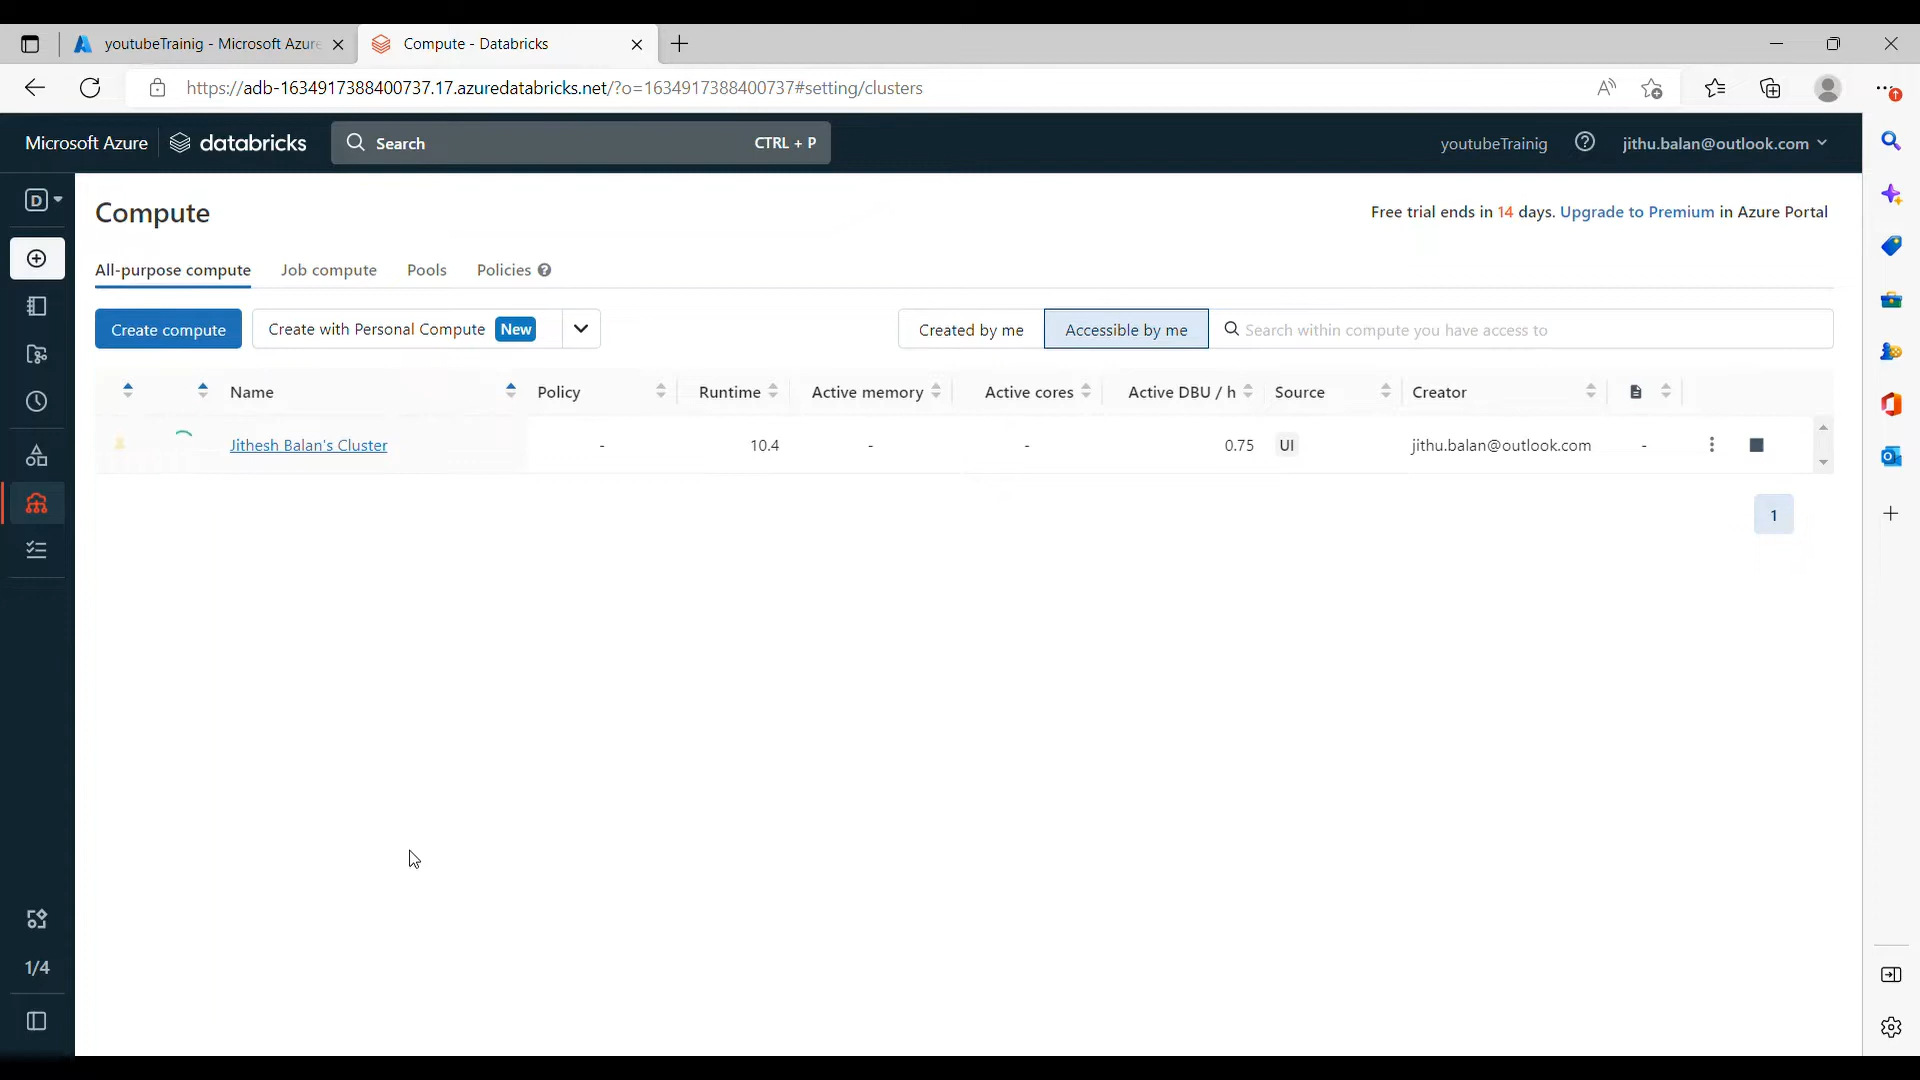 youtubeTrainig - Microsoft Azure
Compute - Databricks
https://adb-1634917388400737.17.azuredatabricks.net/?o=1634917388400737#setting/clusters
Microsoft Azure
databricks
Search
CTRL + P
youtubeTrainig
jithu.balan@outlook.com
D
Compute
Free trial ends in 14 days. Upgrade to Premium in Azure Portal
All-purpose compute
Job compute
Pools
Policies
Create compute
Create with Personal Compute New
Created by me
Accessible by me
Search within compute you have access to
Name
Policy
Runtime
Active memory
Active cores
Active DBU / h
Source
Creator
Jithesh Balan's Cluster
-
10.4
-
-
0.75
UI
jithu.balan@outlook.com
-
1
1/4